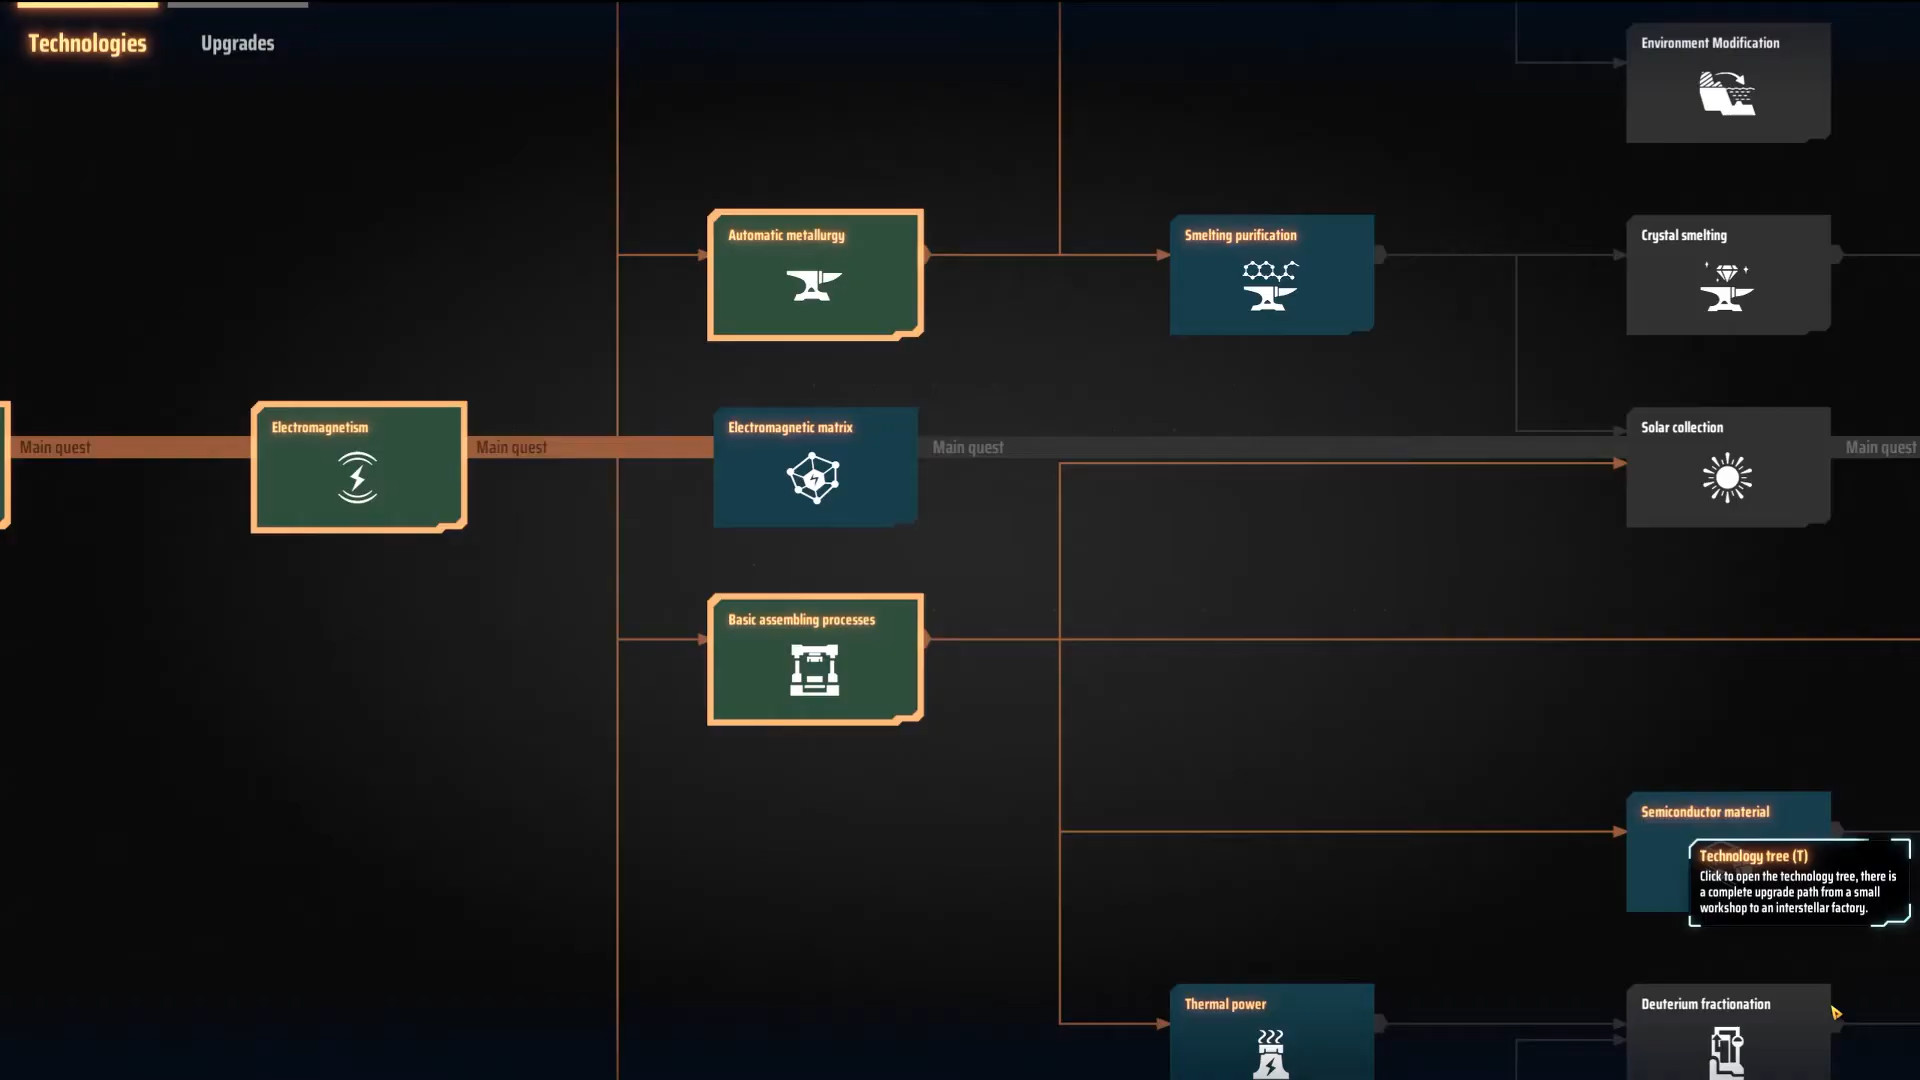 Technologies
Upgrades
Environment Modification
Automatic metallurgy
Smelting purification
Crystal smelting
Main quest
Electromagnetism
Main quest
Electromagnetic matrix
Main quest
Solar collection
Main quest
Basic assembling processes
Semiconductor material
Technology tree (T)
Click to open the technology tree, there is
a complete upgrade path from a small
workshop to an interstellar factory.
Thermal power
Deuterium fractionation